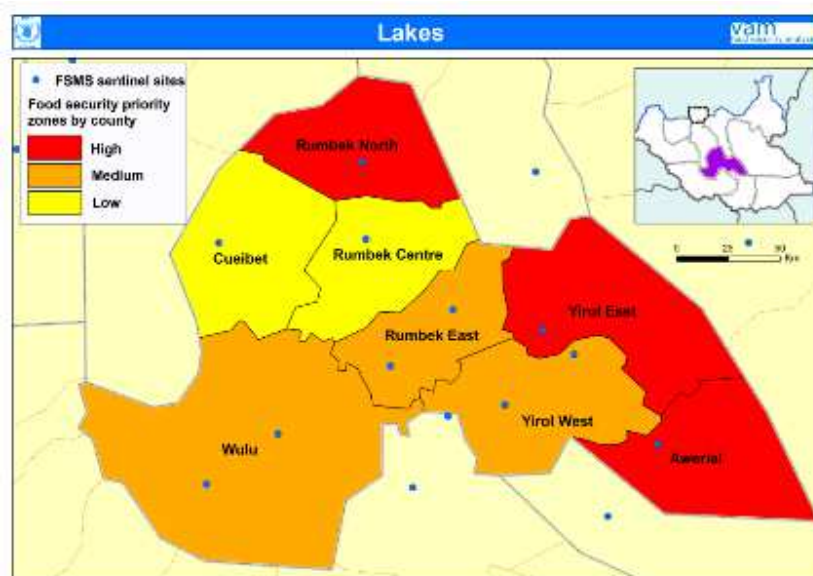 Lakes
vam
FSMS sentinel sites
Food security priority
zones by county
High
Medium
Low
Rumbek North
Cueibet
Rumbek Centre
0 25 50
Km
Yirol East
Rumbek East
Yirol West
Wulu
Awerial